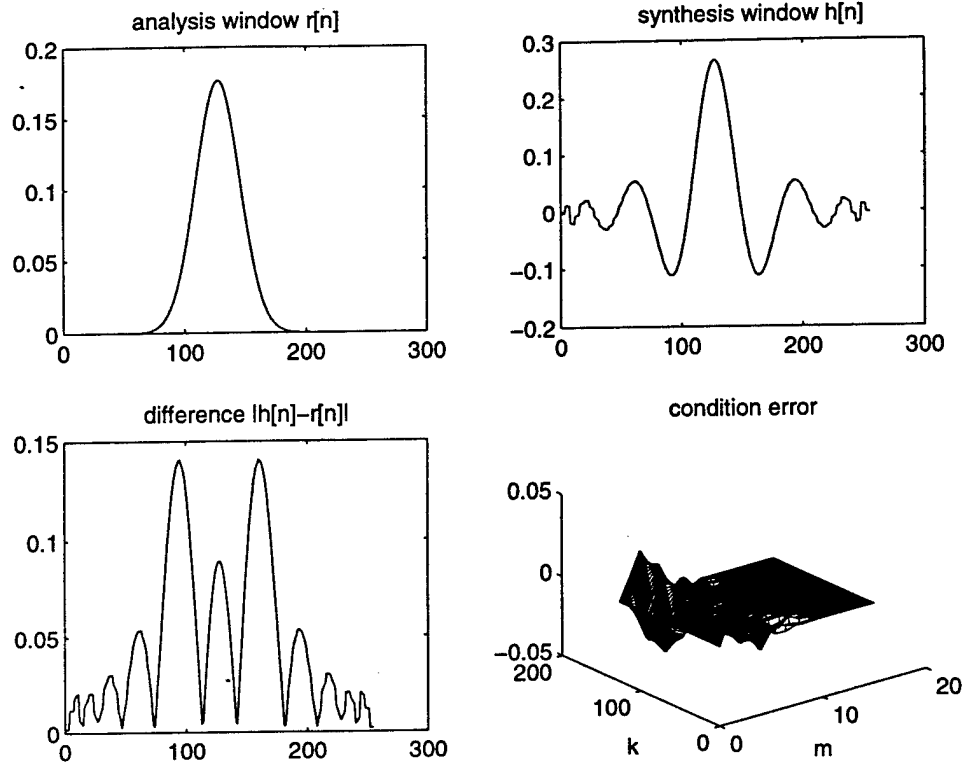 analysis window r[n]
0.2
0.15
0.1
0.05
0
0 100 200 300
synthesis window h[n]
0.3
0.2
0.1
0
−0.1
−0.2
0 100 200 300
difference |h[n]−r[n]|
0.15
0.1
0.05
0
0 100 200 300
condition error
0.05
0
−0.05
200
100
0
k
0
10
20
m